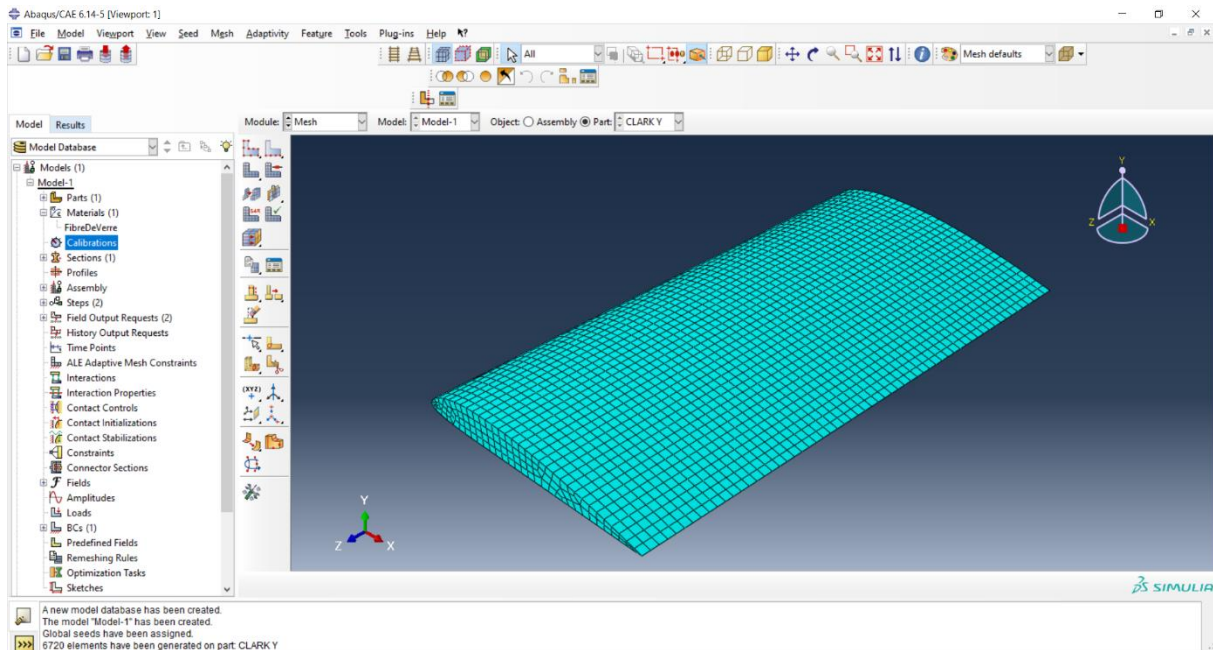 Abaqus/CAE 6.14-5 [Viewport: 1]
File Model Viewport View Seed Mesh Adaptivity Feature Tools Plug-ins Help
All
Mesh defaults
Model Results
Module: Mesh Model: Model-1 Object: Assembly Part: CLARK Y
Model Database
Models (1)
Model-1
Parts (1)
Materials (1)
FibreDeVerre
Calibrations
Sections (1)
Profiles
Assembly
Steps (2)
Field Output Requests (2)
History Output Requests
Time Points
ALE Adaptive Mesh Constraints
Interactions
Interaction Properties
Contact Controls
Contact Initializations
Contact Stabilizations
Constraints
Connector Sections
Fields
Amplitudes
Loads
BCs (1)
Predefined Fields
Remeshing Rules
Optimization Tasks
Sketches
(XYZ)
Y
Z
X
Y
Z
X
SIMULIA
A new model database has been created.
The model "Model-1" has been created.
Global seeds have been assigned.
6720 elements have been generated on part: CLARK Y